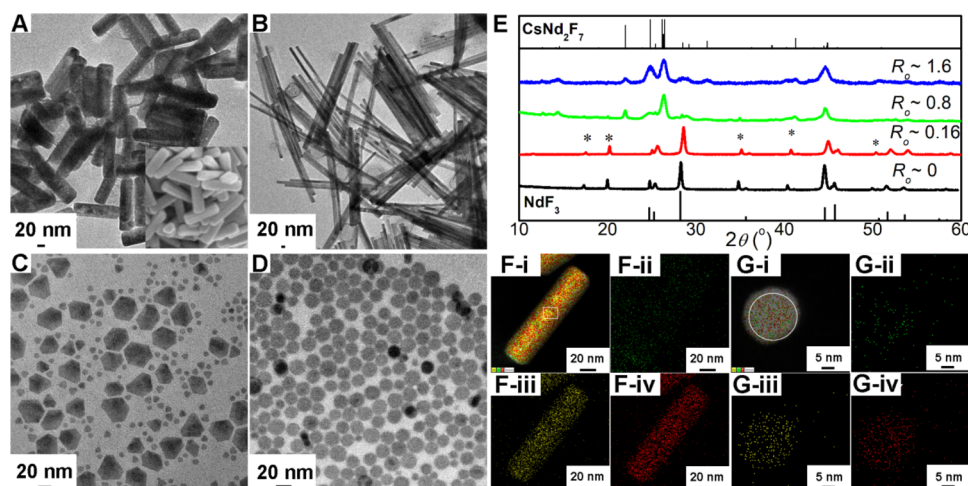 A
20 nm
B
20 nm
C
20 nm
D
20 nm
E
CsNd₂F₇
Rₒ~ 1.6
Rₒ~ 0.8
* * * * *
Rₒ~ 0.16
Rₒ~ 0
NdF₃
10 20 30 40 50 60
2θ (°)
F-i
20 nm
F-ii
20 nm
G-i
5 nm
G-ii
5 nm
F-iii
20 nm
F-iv
20 nm
G-iii
5 nm
G-iv
5 nm